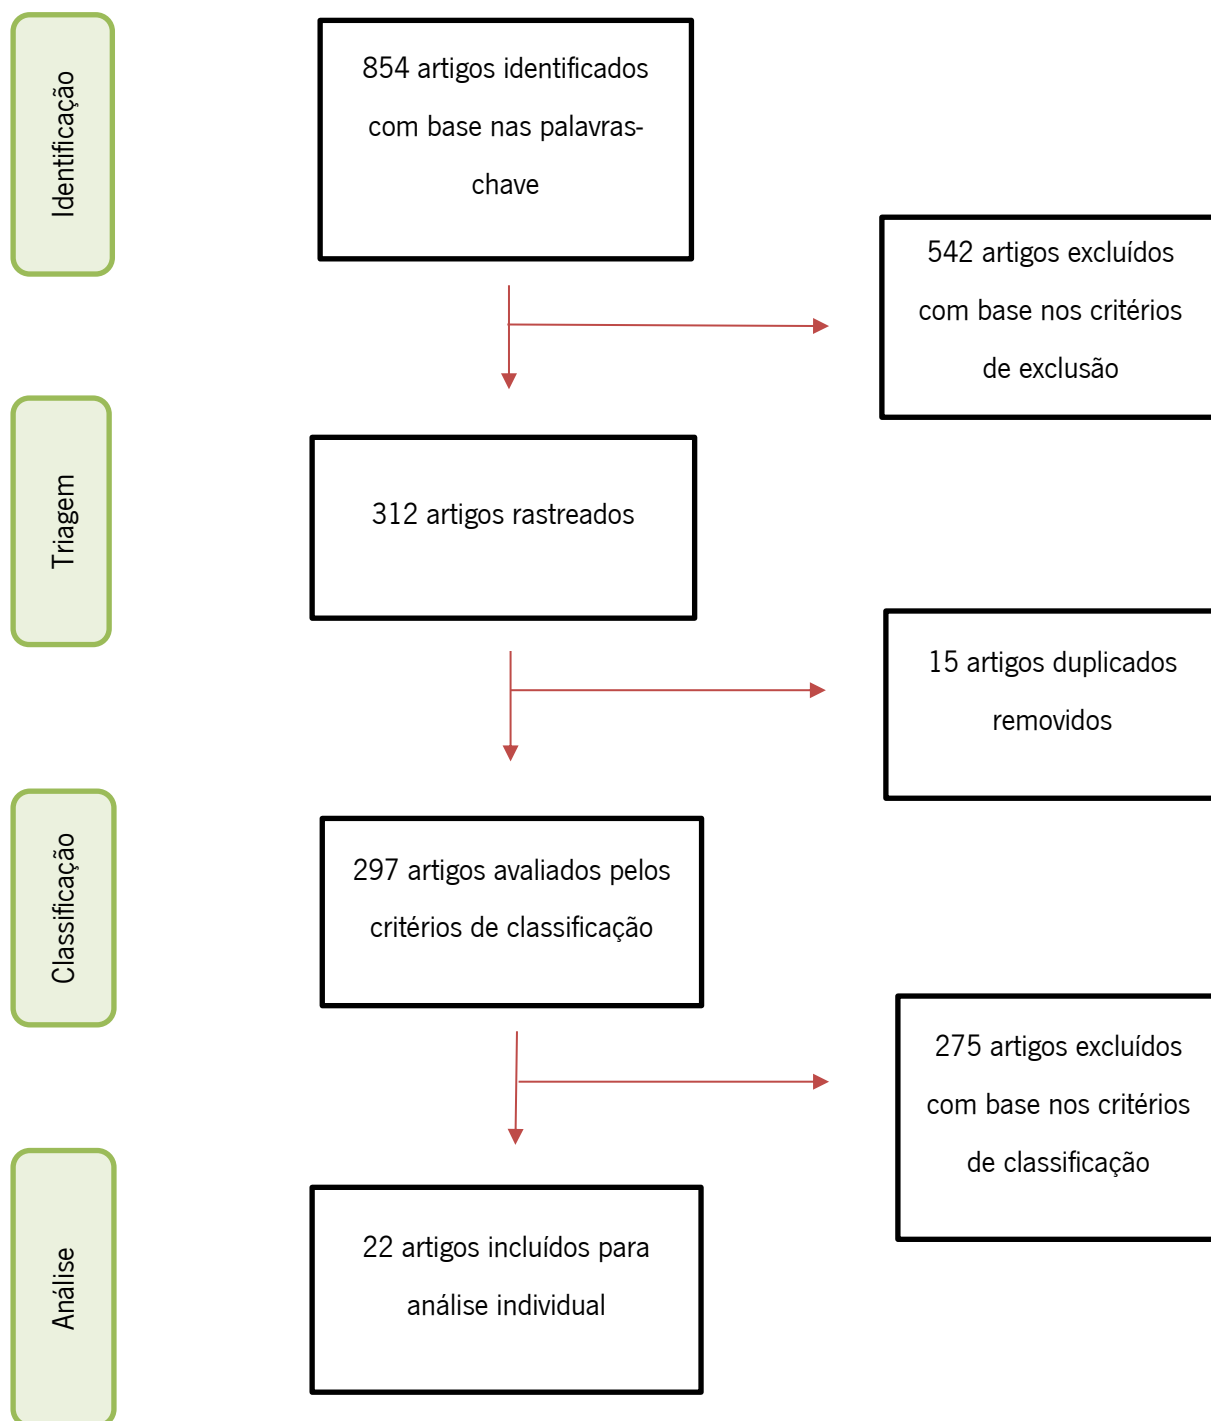 Identificação
854 artigos identificados
com base nas palavras-
chave
542 artigos excluídos
com base nos critérios
de exclusão
Triagem
312 artigos rastreados
15 artigos duplicados
removidos
Classificação
297 artigos avaliados pelos
critérios de classificação
275 artigos excluídos
com base nos critérios
de classificação
Análise
22 artigos incluídos para
análise individual